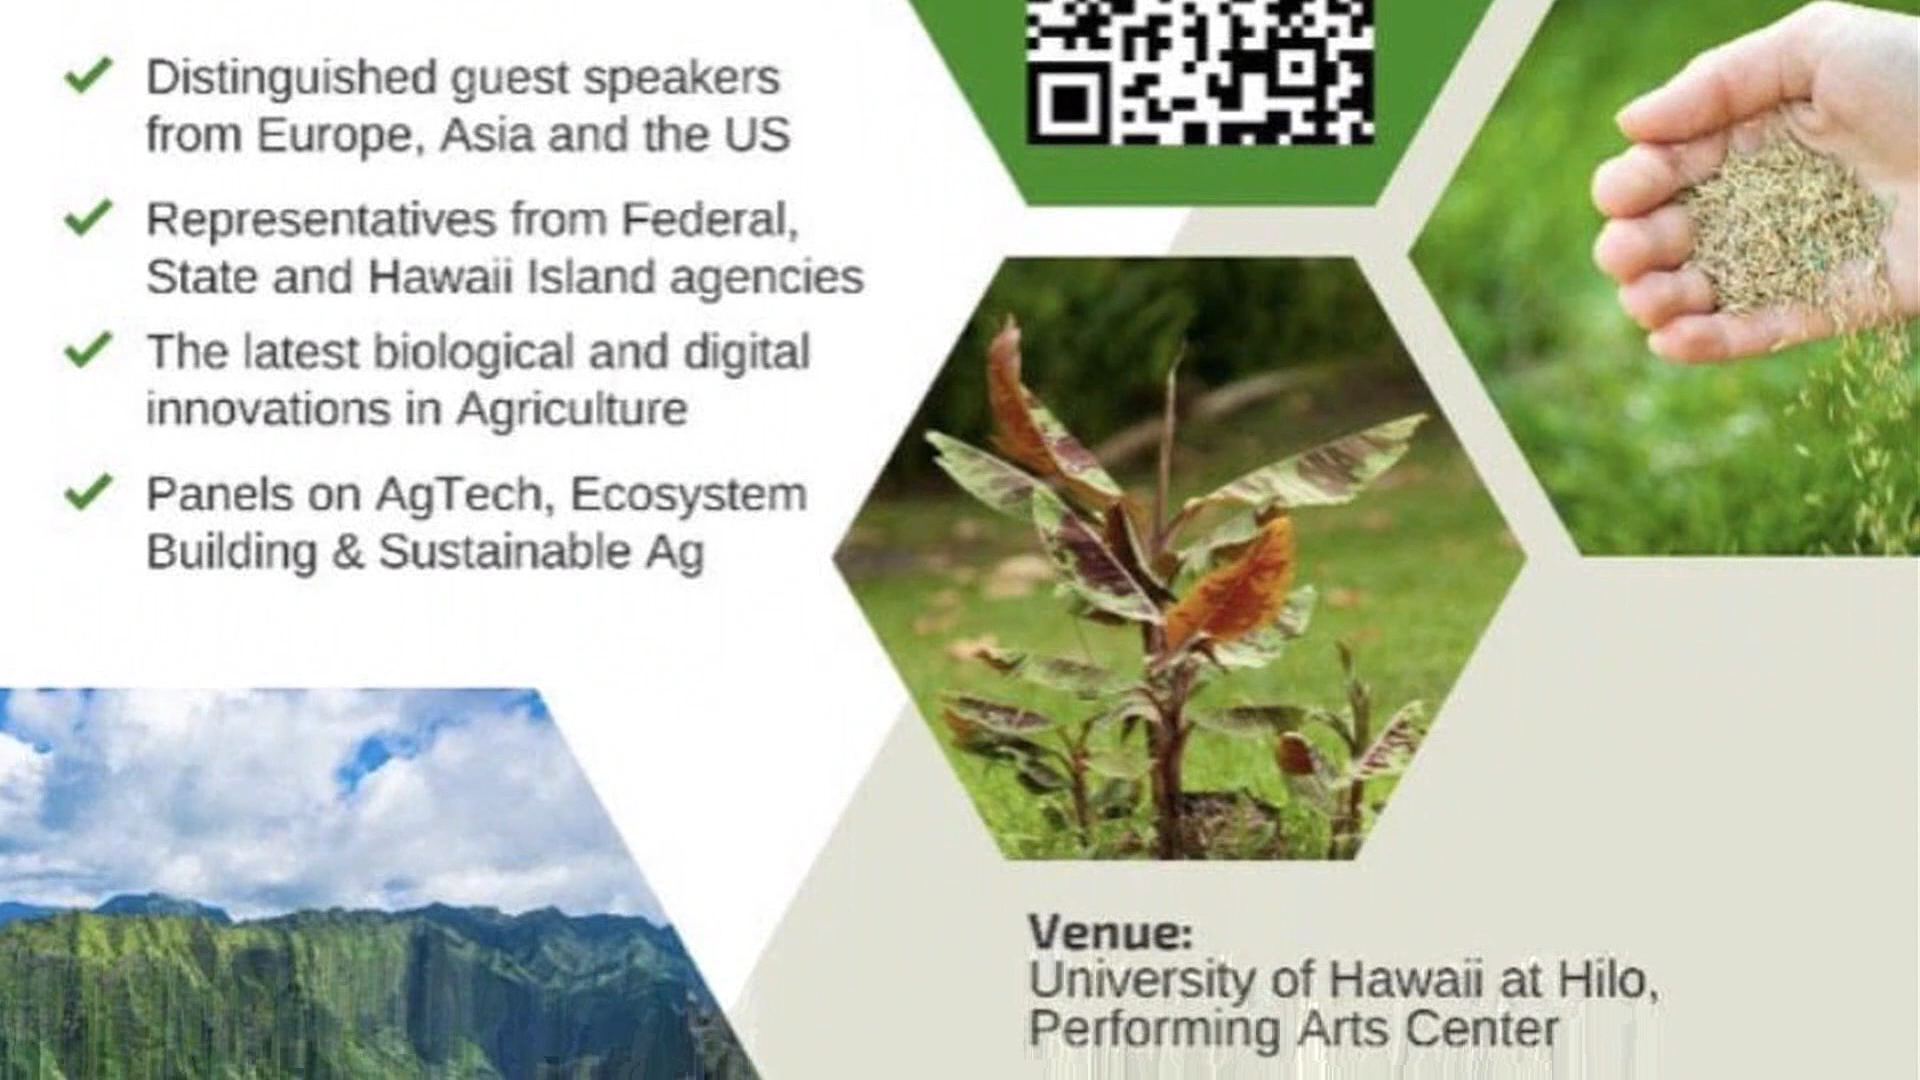 Distinguished guest speakers
from Europe, Asia and the US
Representatives from Federal,
State and Hawaii Island agencies
The latest biological and digital
innovations in Agriculture
Panels on AgTech, Ecosystem
Building & Sustainable Ag
Venue:
University of Hawaii at Hilo,
Performing Arts Center